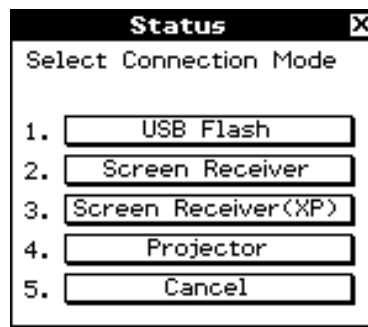 Status X
Select Connection Mode
1. USB Flash
2. Screen Receiver
3. Screen Receiver(XP)
4. Projector
5. Cancel